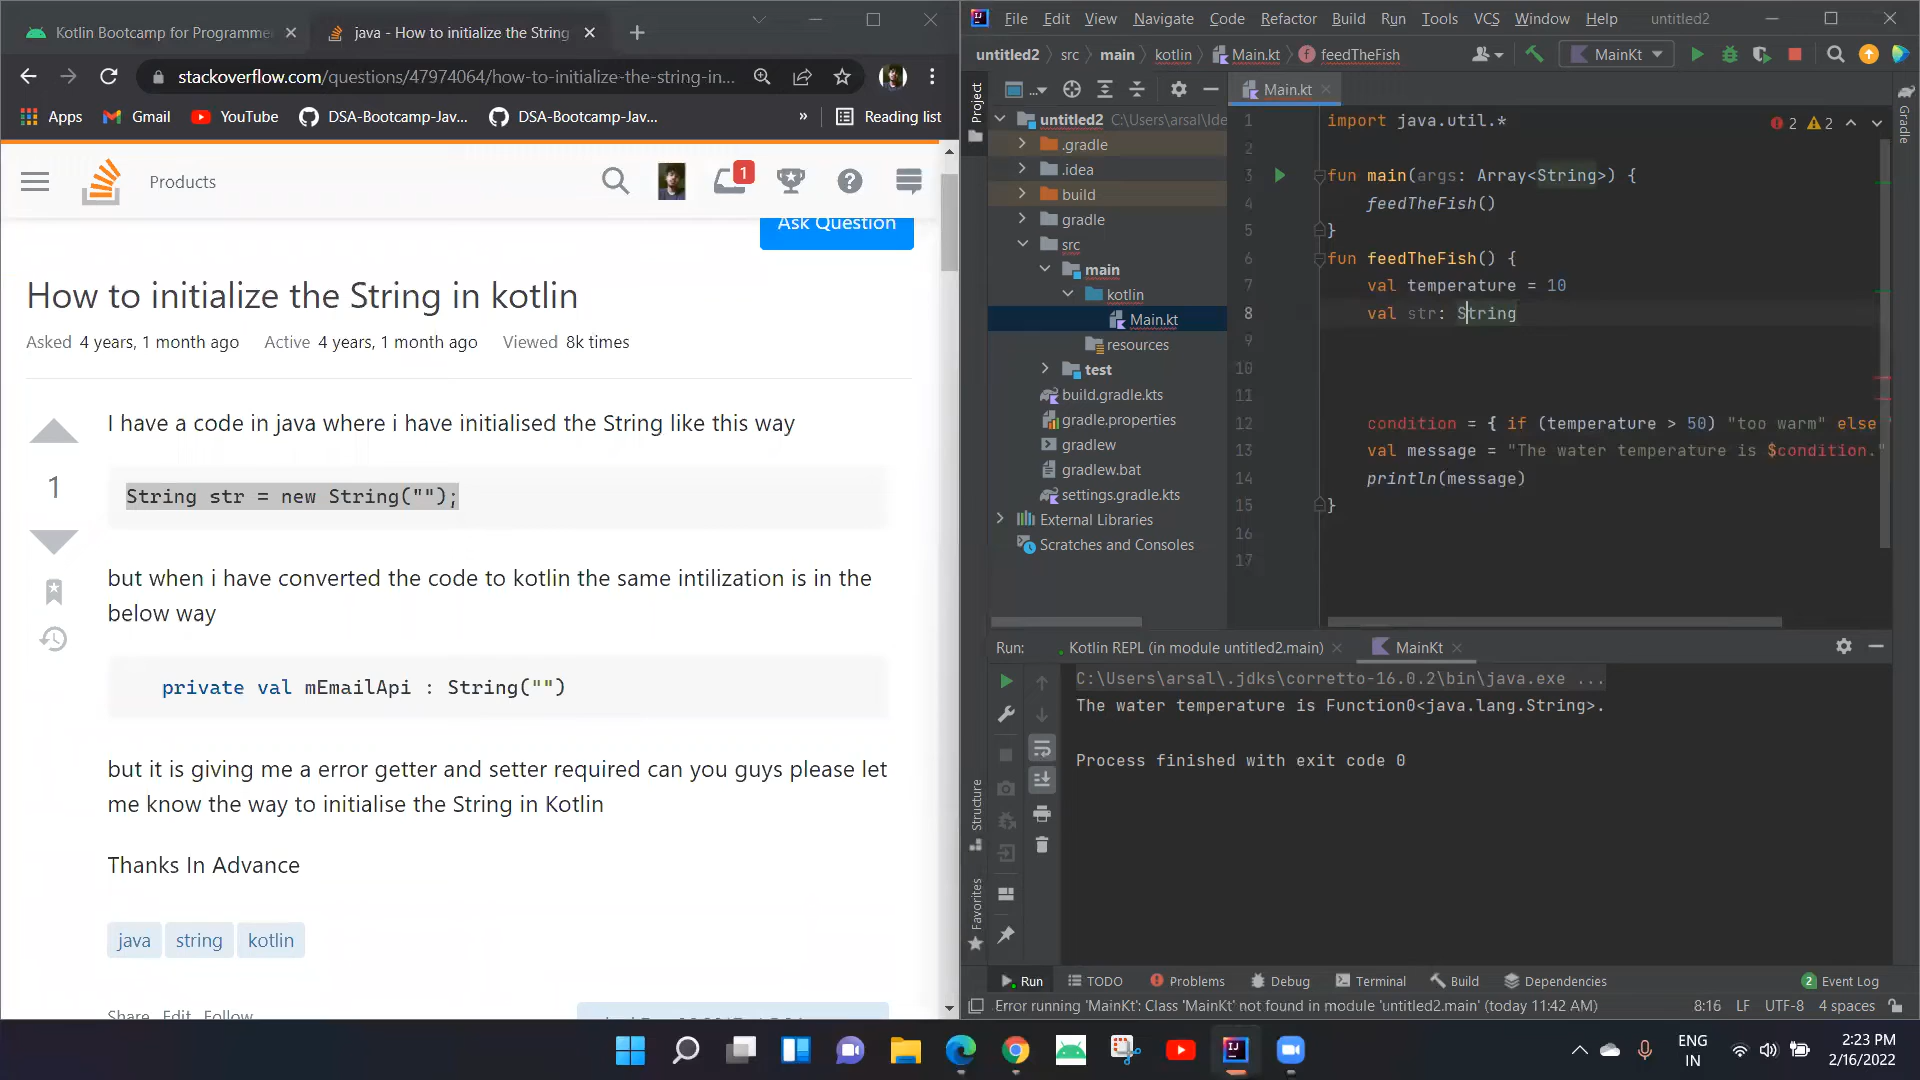 Kotlin Bootcamp for Programme
java - How to initialize the String
stackoverflow.com/questions/47974064/how-to-initialize-the-string-in...
Apps
Gmail
YouTube
DSA-Bootcamp-Jav...
DSA-Bootcamp-Jav...
»
Reading list
Products
1
Ask Question
How to initialize the String in kotlin
Asked 4 years, 1 month ago Active 4 years, 1 month ago Viewed 8k times
1
I have a code in java where i have initialised the String like this way
String str = new String("");
but when i have converted the code to kotlin the same intilization is in the
below way
private val mEmailApi : String("")
but it is giving me a error getter and setter required can you guys please let
me know the way to initialise the String in Kotlin
Thanks In Advance
java string kotlin
Share Edit Follow
File Edit View Navigate Code Refactor Build Run Tools VCS Window Help untitled2
untitled2 src main kotlin Main.kt feedTheFish
MainKt
Project
...
Main.kt
Gradle
untitled2 C:\Users\arsal\Ide
.gradle
.idea
build
gradle
src
main
kotlin
Main.kt
resources
test
build.gradle.kts
gradle.properties
gradlew
gradlew.bat
settings.gradle.kts
External Libraries
Scratches and Consoles
2 2
1 import java.util.*
2
3 fun main(args: Array<String>) {
4 feedTheFish()
5 }
6 fun feedTheFish() {
7 val temperature = 10
8 val str: String
9
10
11
12 condition = { if (temperature > 50) "too warm" else
13 val message = "The water temperature is $condition."
14 println(message)
15 }
16
17
Run: Kotlin REPL (in module untitled2.main) MainKt
C:\Users\arsal\.jdks\corretto-16.0.2\bin\java.exe ...
The water temperature is Function0<java.lang.String>.
Process finished with exit code 0
Structure
Favorites
Run TODO Problems Debug Terminal Build Dependencies 2 Event Log
Error running 'MainKt': Class 'MainKt' not found in module 'untitled2.main' (today 11:42 AM) 8:16 LF UTF-8 4 spaces
ENG
IN
2:23 PM
2/16/2022